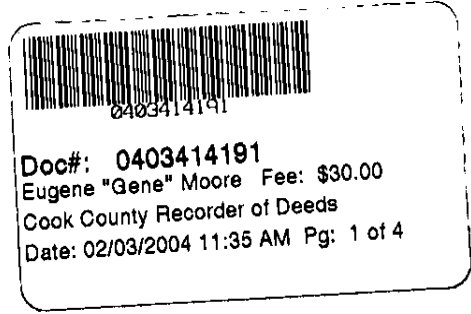 0403414191
Doc#: 0403414191
Eugene "Gene" Moore Fee: $30.00
Cook County Recorder of Deeds
Date: 02/03/2004 11:35 AM Pg: 1 of 4